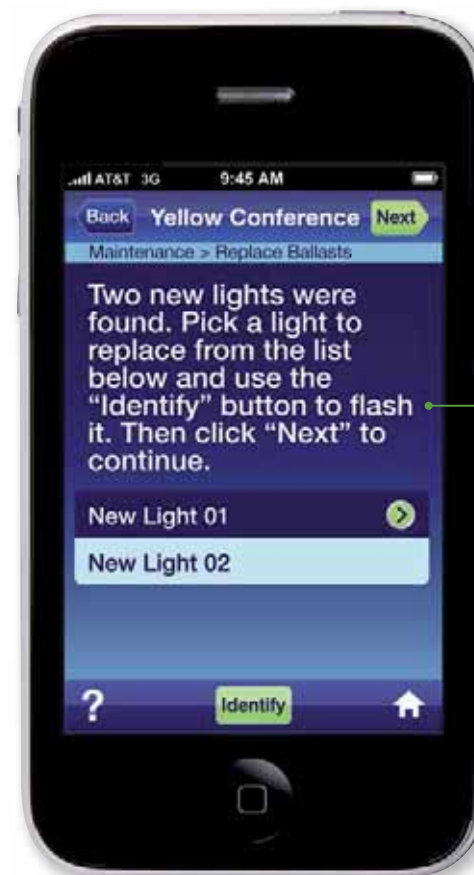 AT&T 3G 9:45 AM
Back Yellow Conference Next
Maintenance > Replace Ballasts
Two new lights were
found. Pick a light to
replace from the list
below and use the
“Identify” button to flash
it. Then click “Next” to
continue.
New Light 01
New Light 02
? Identify